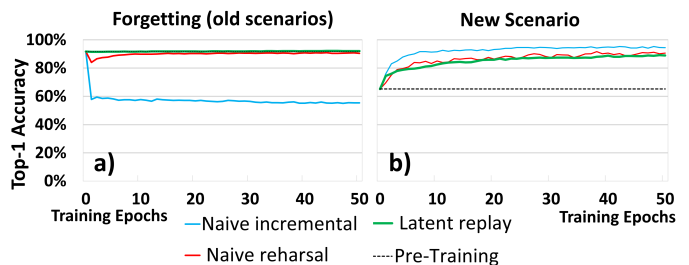 Forgetting (old scenarios)
New Scenario
Top-1 Accuracy
100%
80%
60%
40%
20%
0%
a)
b)
0 10 20 30 40 50
0 10 20 30 40 50
Training Epochs
Training Epochs
Naive incremental
Latent replay
Naive reharsal
Pre-Training